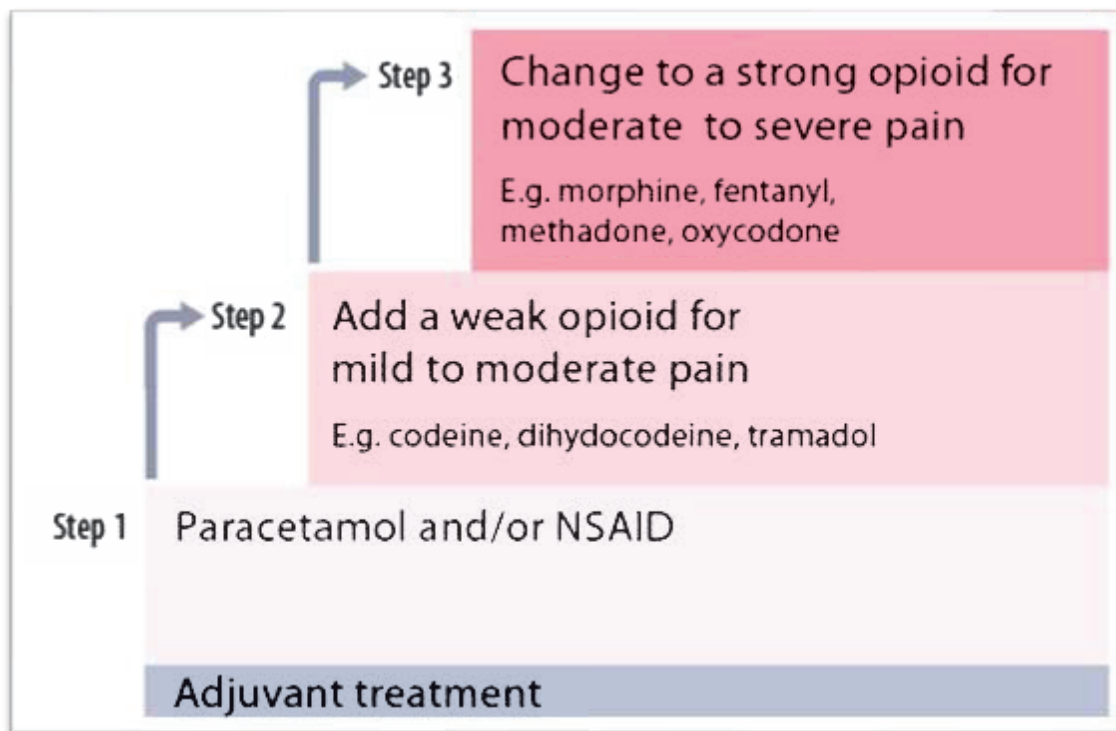 Step 3
Change to a strong opioid for
moderate to severe pain
E.g. morphine, fentanyl,
methadone, oxycodone
Step 2
Add a weak opioid for
mild to moderate pain
E.g. codeine, dihydocodeine, tramadol
Step 1
Paracetamol and/or NSAID
Adjuvant treatment